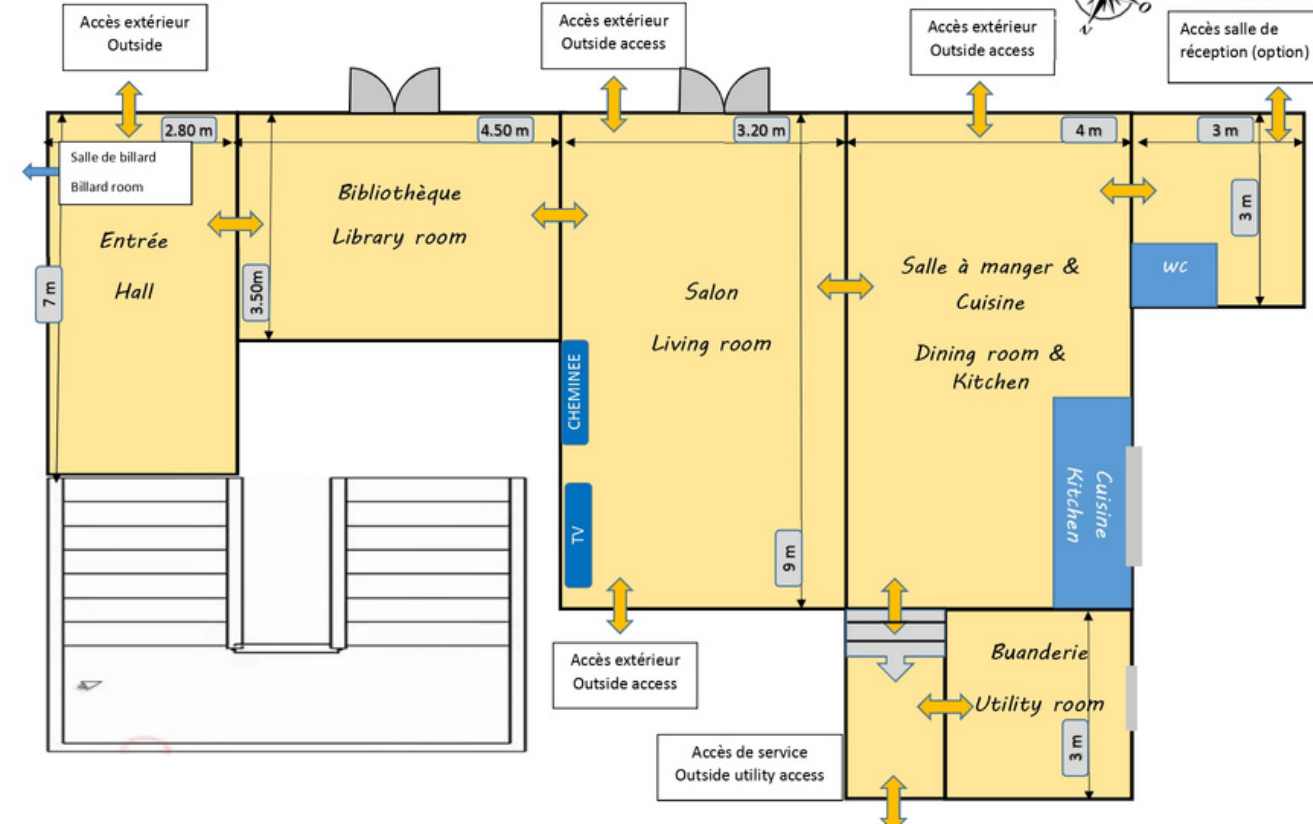 Accès extérieur
Outside
Accès extérieur
Outside access
Accès extérieur
Outside access
N
O
Accès salle de
réception (option)
2.80 m
4.50 m
3.20 m
4 m
3 m
Salle de billard
Billard room
Entrée
Hall
7 m
Bibliothèque
Library room
3.50m
Salon
Living room
CHEMINEE
TV
9 m
Salle à manger &
Cuisine
Dining room &
Kitchen
Cuisine
Kitchen
3 m
WC
Accès extérieur
Outside access
Buanderie
Utility room
3 m
Accès de service
Outside utility access